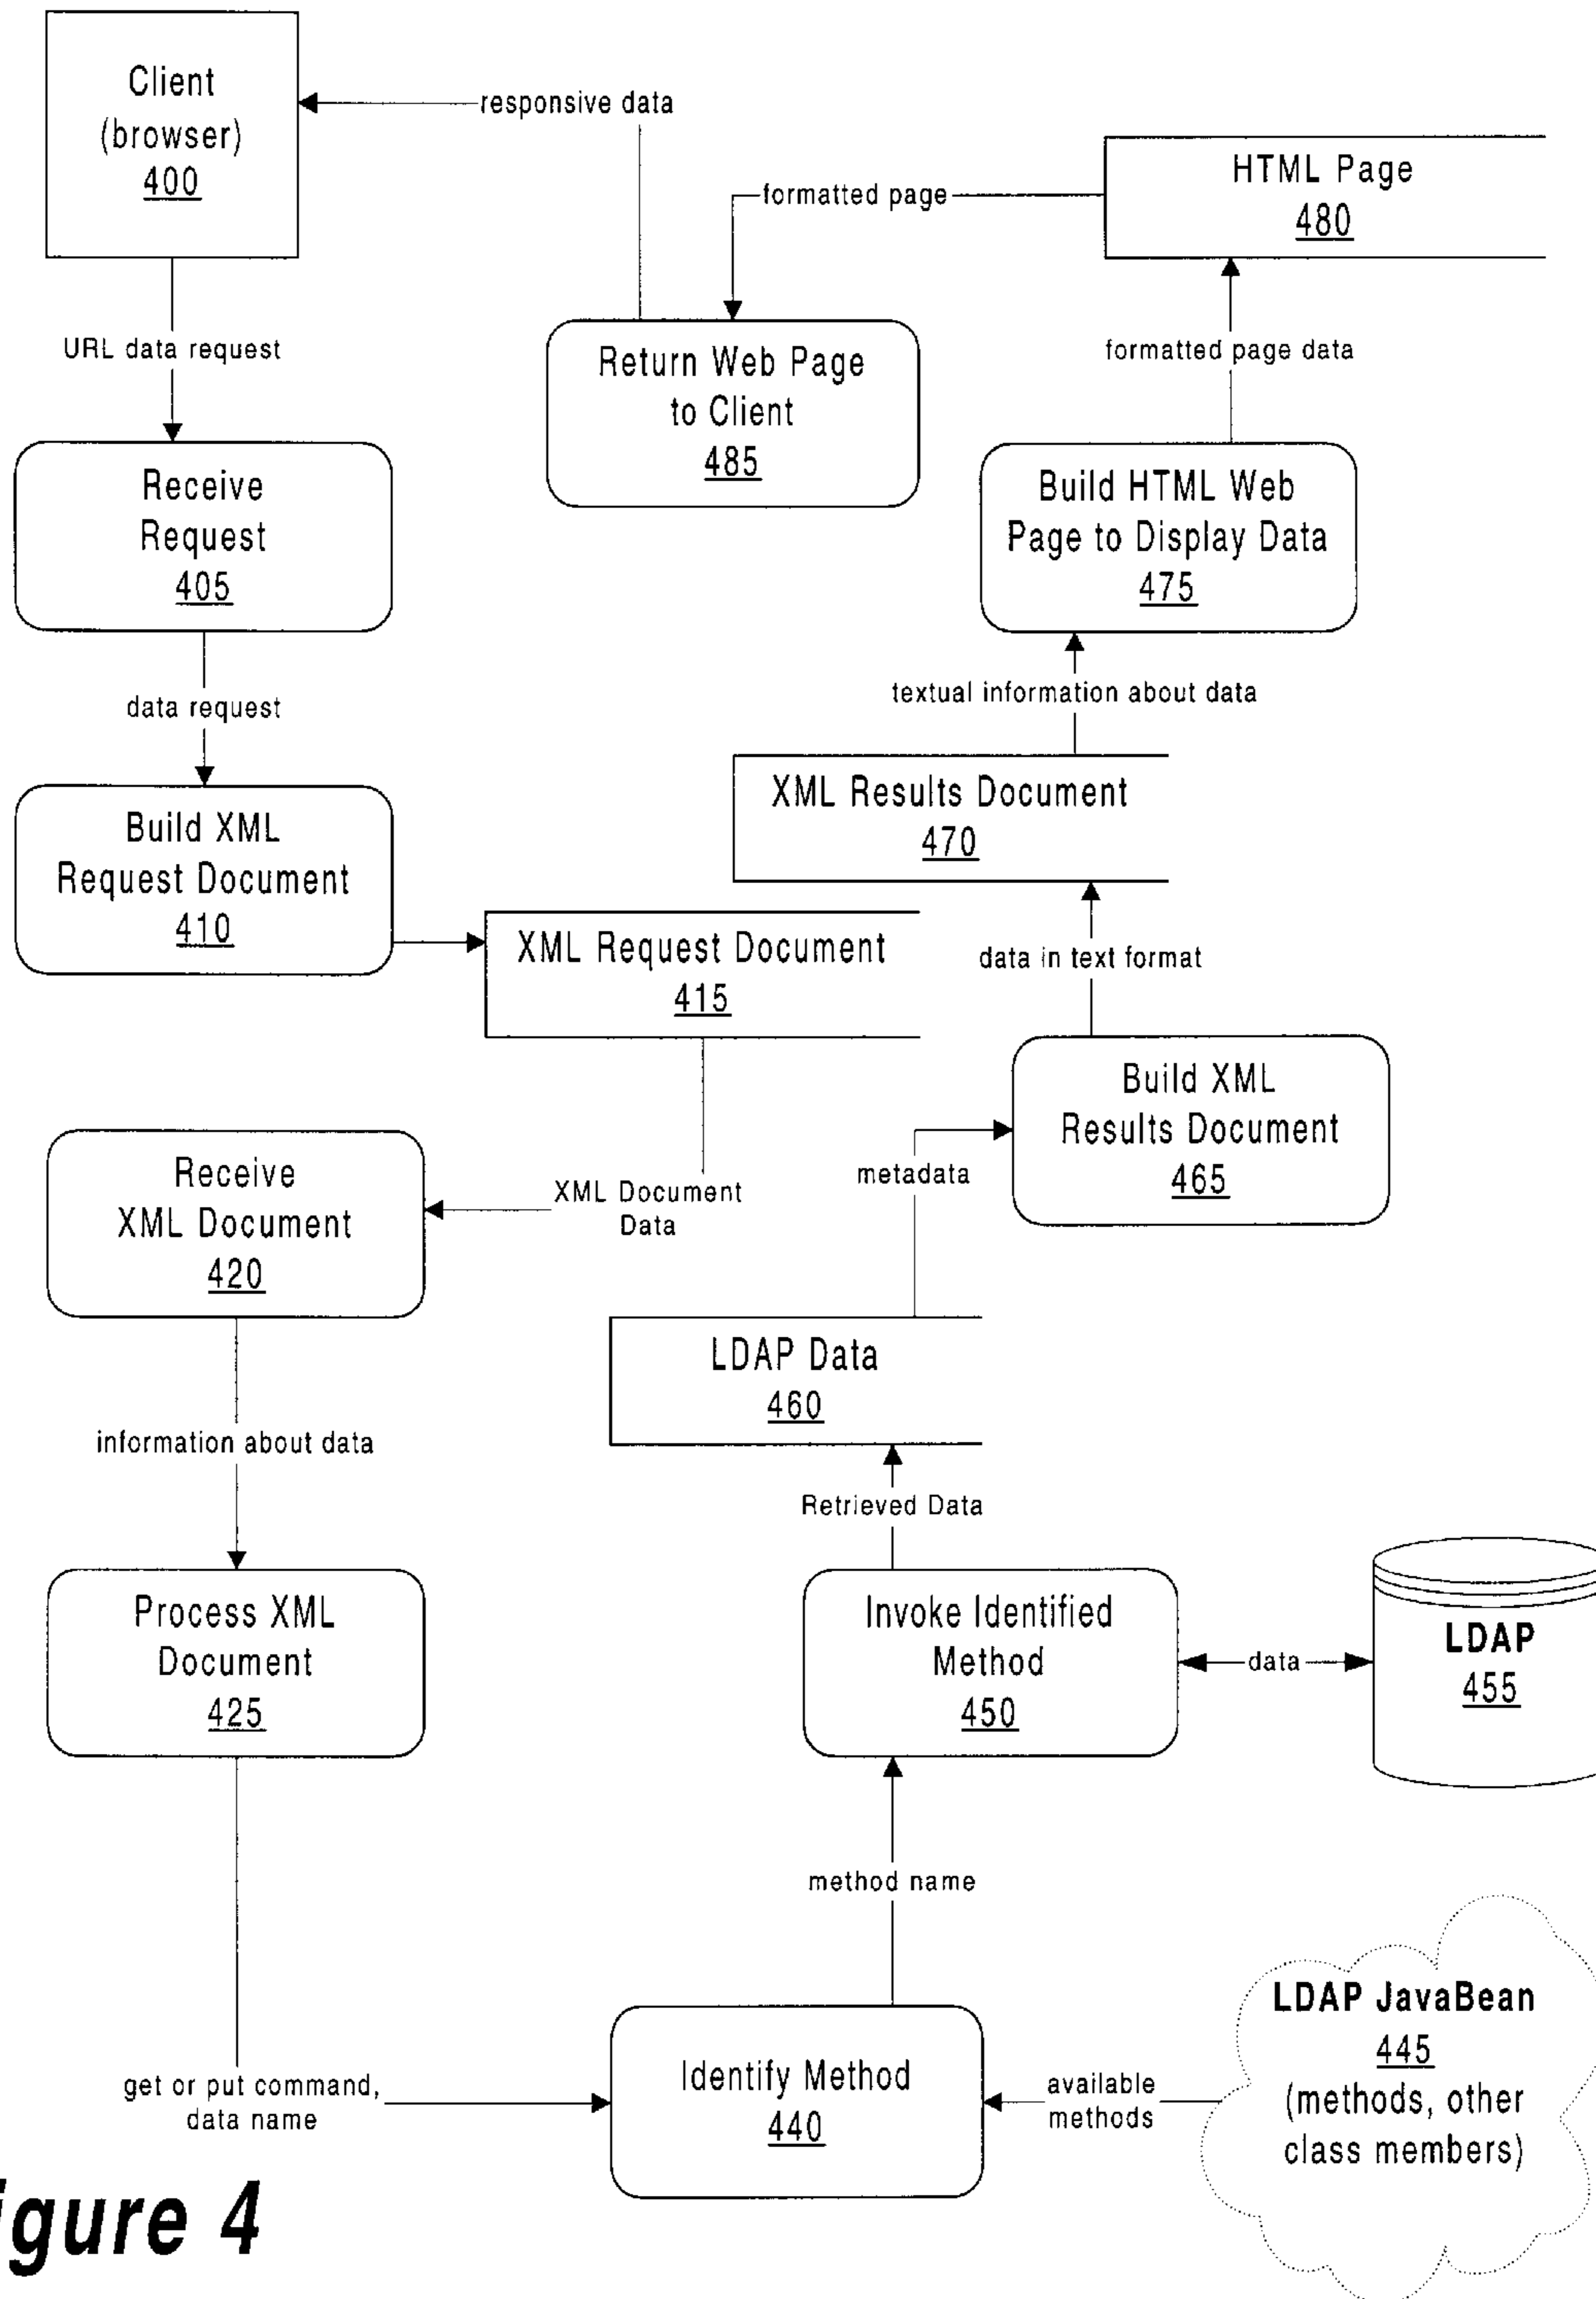 Client
(browser)
400
responsive data
HTML Page
480
formatted page
URL data request
Return Web Page
to Client
485
formatted page data
Receive
Request
405
Build HTML Web
Page to Display Data
475
data request
textual information about data
XML Results Document
470
Build XML
Request Document
410
XML Request Document
415
data in text format
Build XML
Results Document
465
Receive
XML Document
420
XML Document
Data
metadata
LDAP Data
460
information about data
Retrieved Data
Process XML
Document
425
Invoke Identified
Method
450
data
LDAP
455
method name
LDAP JavaBean
445
(methods, other
class members)
get or put command,
data name
Identify Method
440
available
methods
igure 4